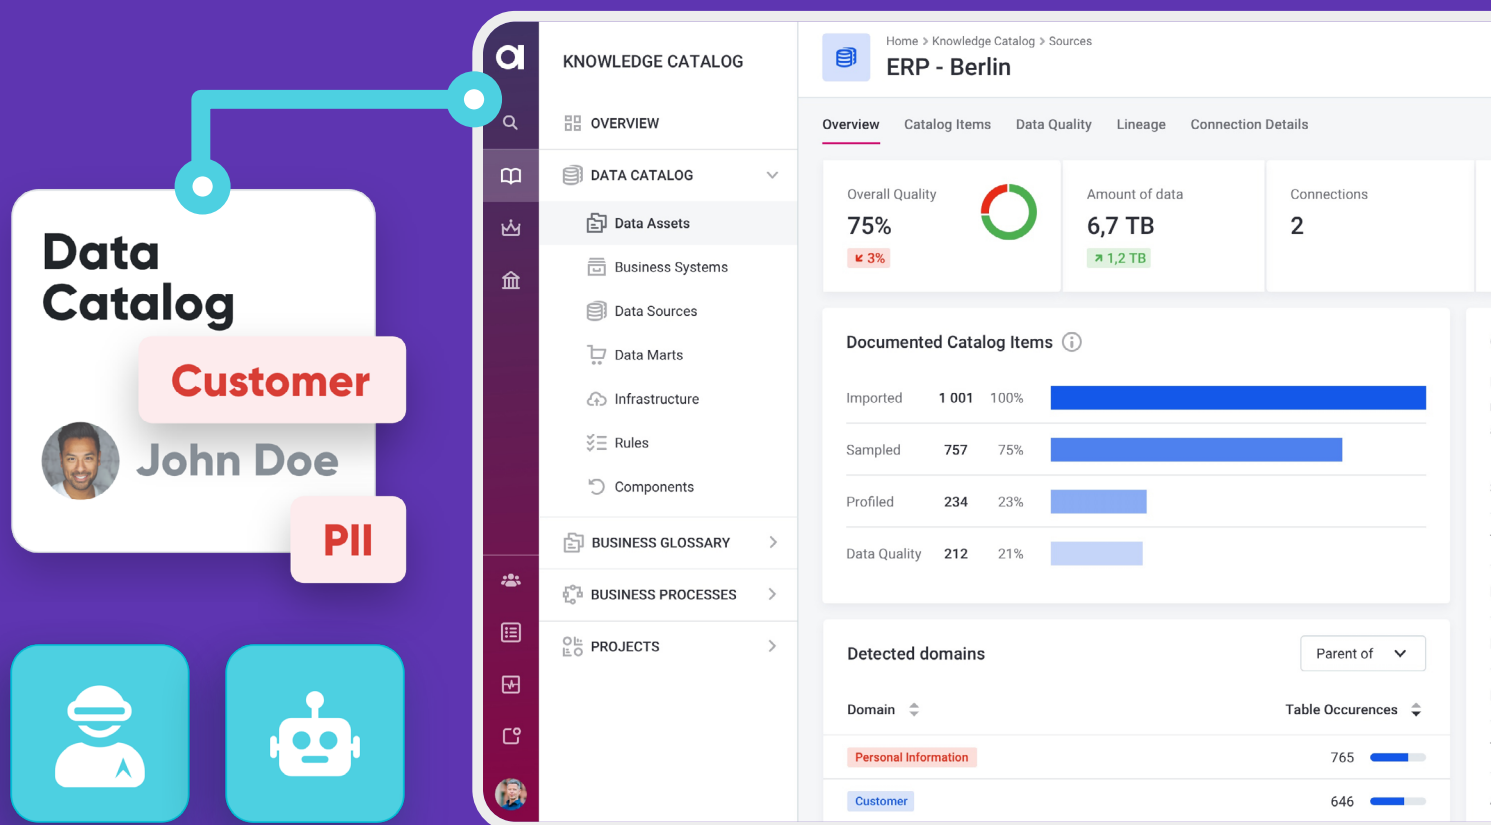 Data
Catalog
Customer
John Doe
PII
a
KNOWLEDGE CATALOG
OVERVIEW
DATA CATALOG
Data Assets
Business Systems
Data Sources
Data Marts
Infrastructure
Rules
Components
BUSINESS GLOSSARY
BUSINESS PROCESSES
PROJECTS
Home > Knowledge Catalog > Sources
ERP - Berlin
Overview Catalog Items Data Quality Lineage Connection Details
Overall Quality
75%
3%
Amount of data
6,7 TB
1,2 TB
Connections
2
Documented Catalog Items
Imported 1 001 100%
Sampled 757 75%
Profiled 234 23%
Data Quality 212 21%
Detected domains
Parent of
Domain Table Occurences
Personal Information 765
Customer 646